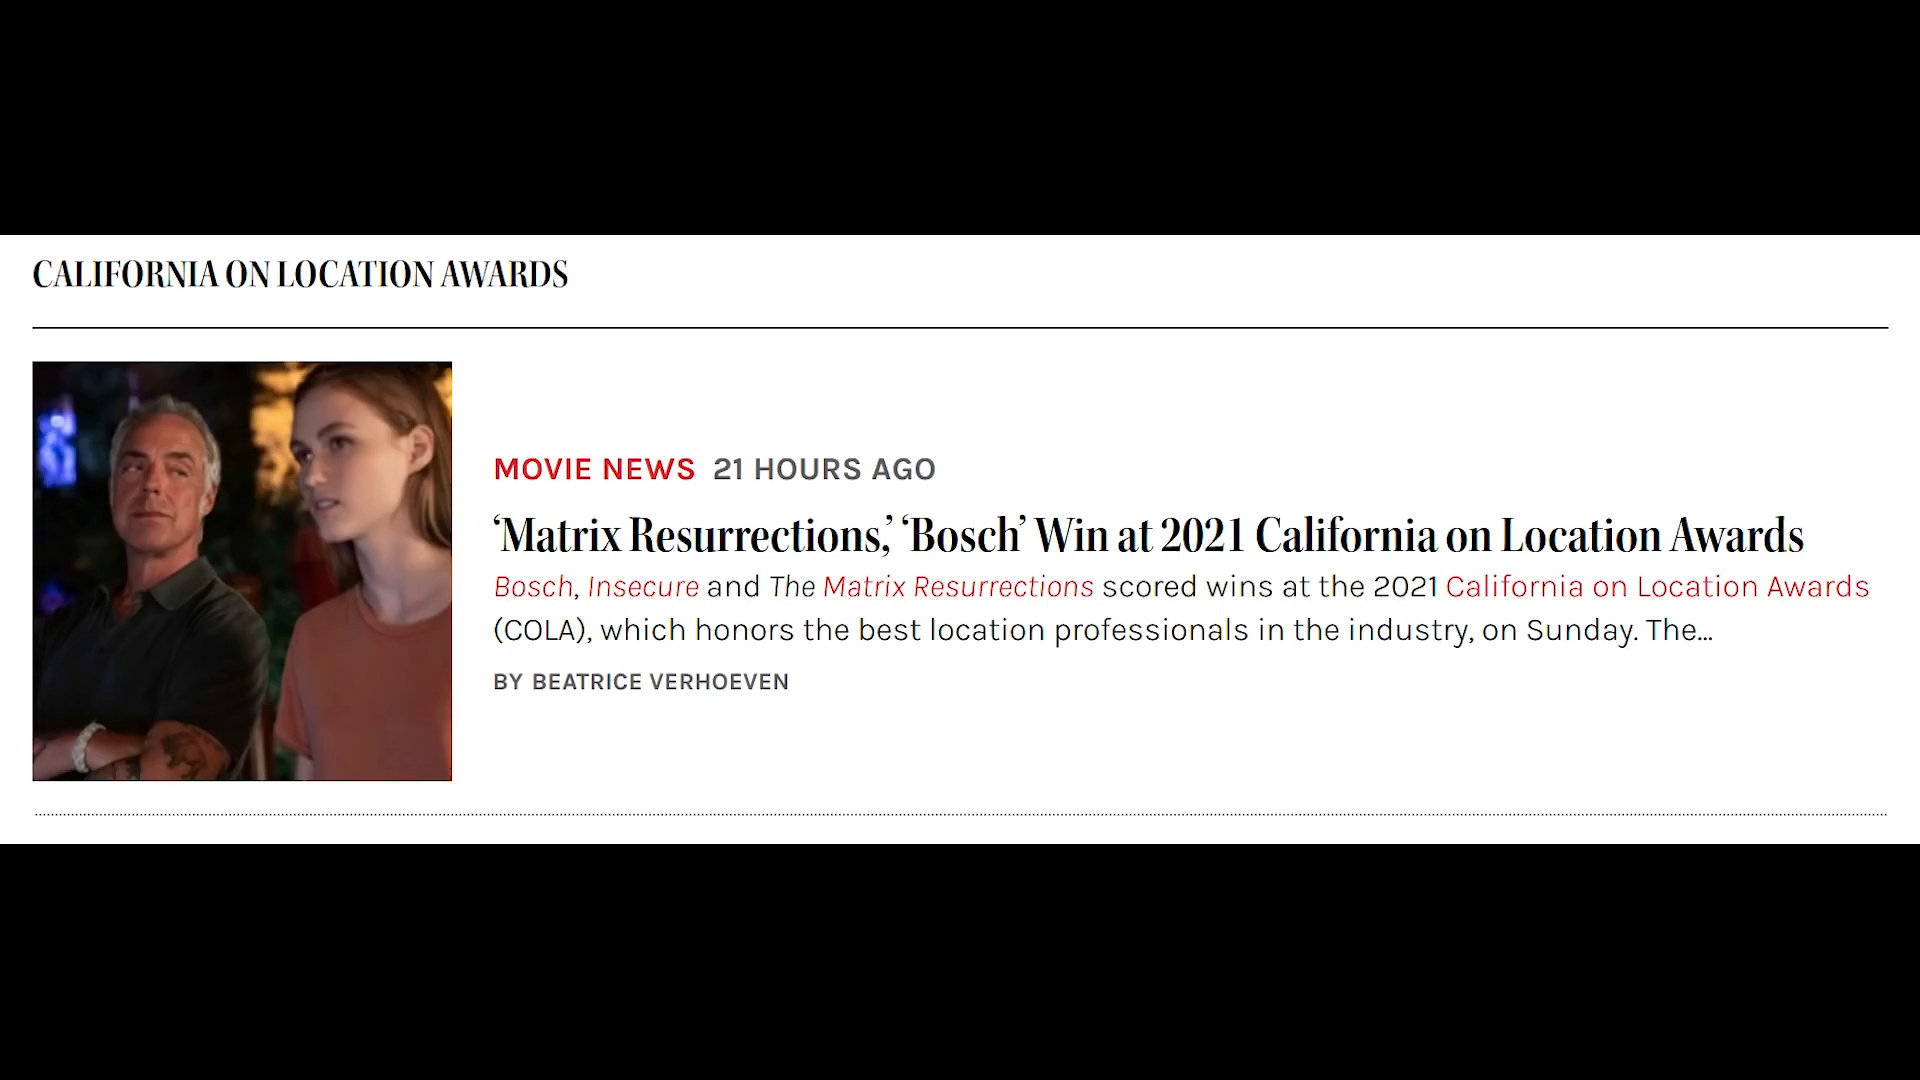 CALIFORNIA ON LOCATION AWARDS
MOVIE NEWS 21 HOURS AGO
‘Matrix Resurrections,’ ‘Bosch’ Win at 2021 California on Location Awards
Bosch, Insecure and The Matrix Resurrections scored wins at the 2021 California on Location Awards
(COLA), which honors the best location professionals in the industry, on Sunday. The...
BY BEATRICE VERHOEVEN